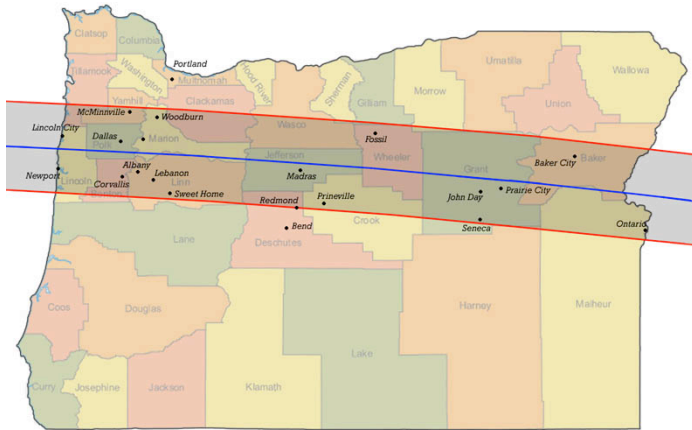 Clatsop
Columbia
Tillamook
Washington
Portland
Multnomah
Hood River
Sherman
Gilliam
Morrow
Umatilla
Wallowa
Union
Yamhill
Clackamas
McMinnville
Woodburn
Wasco
Lincoln City
Dallas
Polk
Marion
Fossil
Wheeler
Jefferson
Madras
Grant
Baker City
Baker
Newport
Lincoln
Albany
Corvallis
Benton
Lebanon
Linn
Sweet Home
Redmond
Prineville
Crook
John Day
Prairie City
Seneca
Ontario
Bend
Deschutes
Lane
Coos
Douglas
Harney
Malheur
Lake
Curry
Josephine
Jackson
Klamath